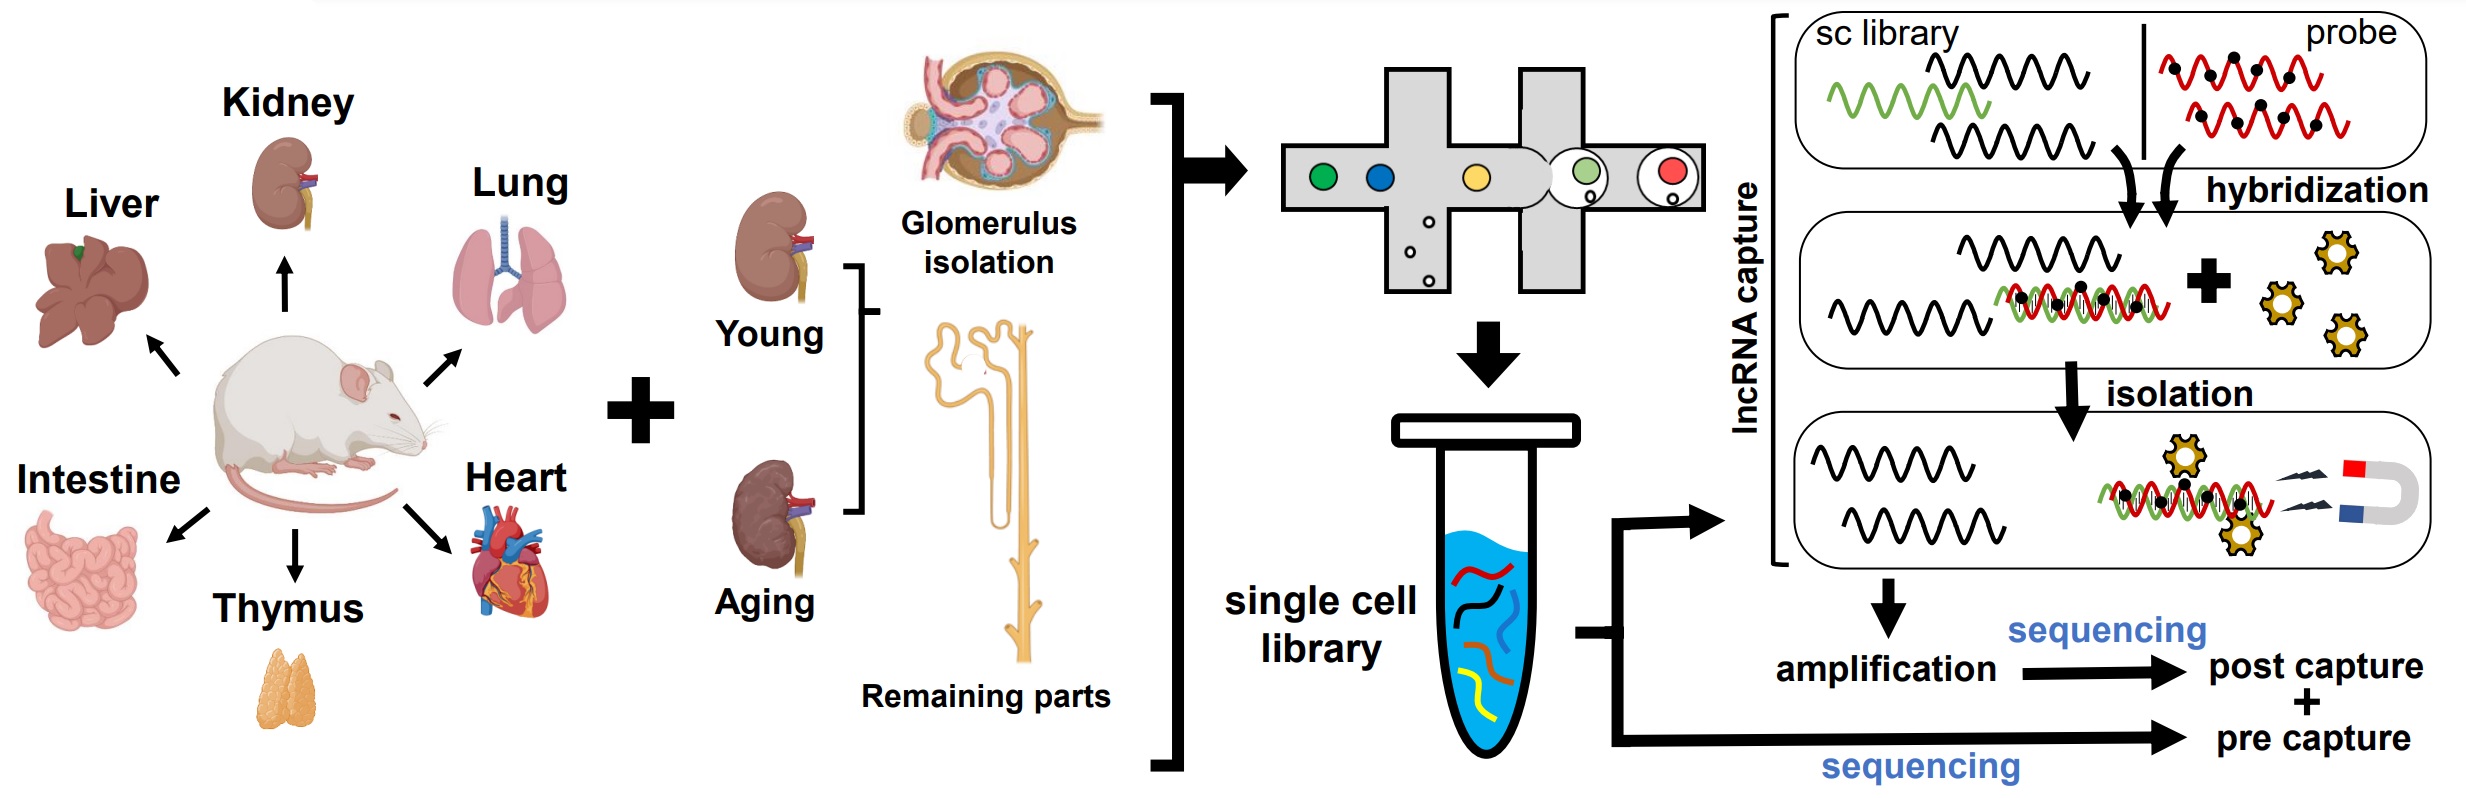 Kidney
Liver
Lung
Intestine
Heart
Thymus
Young
Aging
Glomerulus
isolation
Remaining parts
single cell
library
lncRNA capture
sc library
probe
hybridization
isolation
amplification
sequencing
post capture
+
pre capture
sequencing